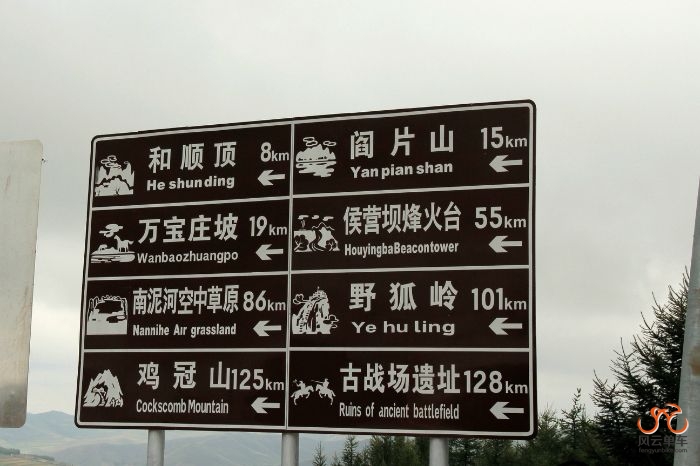 和顺顶 8km
He shunding
阎片山 15km
Yan pian shan
万宝庄坡 19km
Wanbaozhuangpo
侯营坝烽火台 55km
HouyingbaBeacontower
南泥河空中草原 86km
Nannihe Air grassland
野狐岭 101km
Ye hu ling
鸡冠山 125km
Cockscomb Mountain
古战场遗址 128km
Ruins of ancient battlefield
风云单车